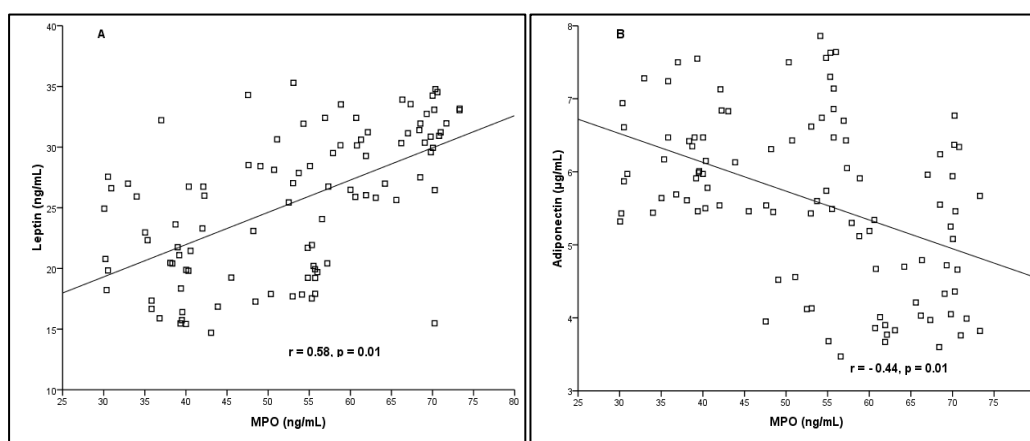 A
Leptin (ng/mL)
40
35
30
25
20
15
10
r = 0.58, p = 0.01
25 30 35 40 45 50 55 60 65 70 75 80
MPO (ng/mL)
B
Adiponectin (µg/mL)
8
7
6
5
4
3
r = - 0.44, p = 0.01
25 30 35 40 45 50 55 60 65 70 75 80
MPO (ng/mL)